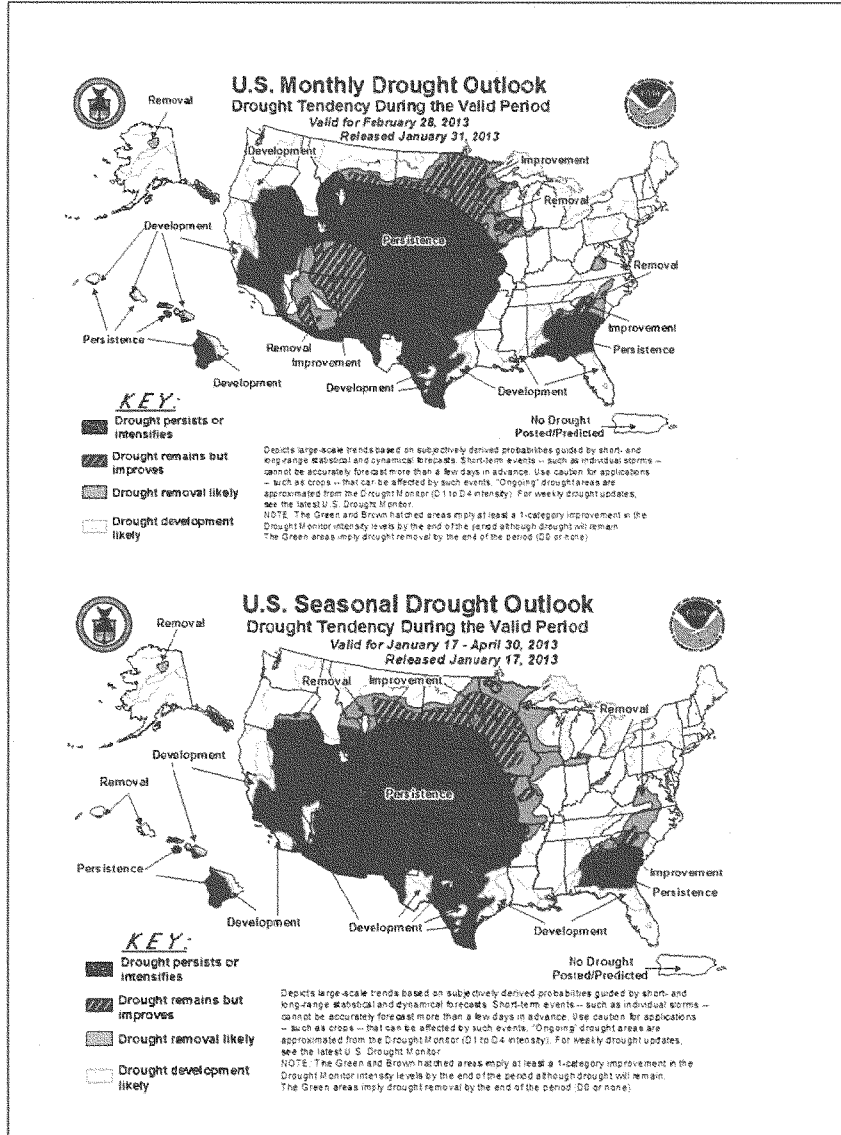 U.S. Monthly Drought Outlook
Drought Tendency During the Valid Period
Valid for February 28, 2013
Released January 31, 2013
Removal
Development
Improvement
Removal
Development
Persistence
Removal
Persistence
Improvement
Removal
Improvement
Persistence
Development
Development
Development
KEY:
Drought persists or
intensifies
Drought remains but
improves
Drought removal likely
Drought development
likely
No Drought
Posted/Predicted
Depicts large-scale trends based on subjectively derived probabilities guided by short- and
long-range statistical and dynamical forecasts. Short-term events -- such as individual storms --
cannot be accurately forecast more than a few days in advance. Use caution for applications
-- such as crops -- that can be affected by such events. "Ongoing" drought areas are
approximated from the Drought Monitor (D1 to D4 intensity). For weekly drought updates,
see the latest U.S. Drought Monitor.
NOTE: The Green and Brown hatched areas imply at least a 1-category improvement in the
Drought Monitor intensity levels by the end of the period although drought will remain.
The Green areas imply drought removal by the end of the period (D0 or none)
U.S. Seasonal Drought Outlook
Drought Tendency During the Valid Period
Valid for January 17 - April 30, 2013
Released January 17, 2013
Removal
Removal
Improvement
Removal
Development
Removal
Persistence
Persistence
Improvement
Persistence
Development
Development
Development
KEY:
Drought persists or
intensifies
Drought remains but
improves
Drought removal likely
Drought development
likely
No Drought
Posted/Predicted
Depicts large-scale trends based on subjectively derived probabilities guided by short- and
long-range statistical and dynamical forecasts. Short-term events -- such as individual storms --
cannot be accurately forecast more than a few days in advance. Use caution for applications
-- such as crops -- that can be affected by such events. "Ongoing" drought areas are
approximated from the Drought Monitor (D1 to D4 intensity). For weekly drought updates,
see the latest U.S. Drought Monitor
NOTE: The Green and Brown hatched areas imply at least a 1-category improvement in the
Drought Monitor intensity levels by the end of the period although drought will remain.
The Green areas imply drought removal by the end of the period (D0 or none)